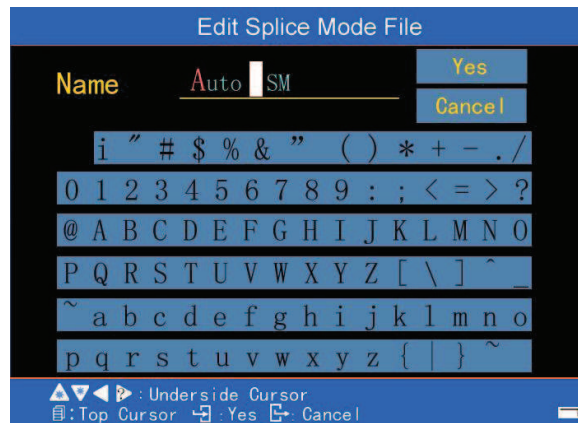 Edit Splice Mode File
Name Auto SM Yes
Cancel
i ″ # $ % & ” ( ) * + - . /
0 1 2 3 4 5 6 7 8 9 : ; < = > ?
@ A B C D E F G H I J K L M N O
P Q R S T U V W X Y Z [ \ ] ^ _
~ a b c d e f g h i j k l m n o
p q r s t u v w x y z { | } ~
: Underside Cursor
: Top Cursor : Yes : Cancel